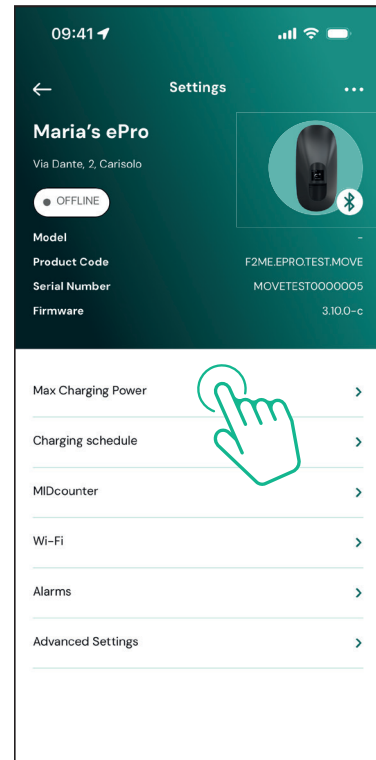 09:41
Settings
Maria's ePro
Via Dante, 2, Carisolo
OFFLINE
Model -
Product Code F2ME.EPRO.TEST.MOVE
Serial Number MOVETEST0000005
Firmware 3.10.0-c
Max Charging Power
Charging schedule
MIDcounter
Wi-Fi
Alarms
Advanced Settings